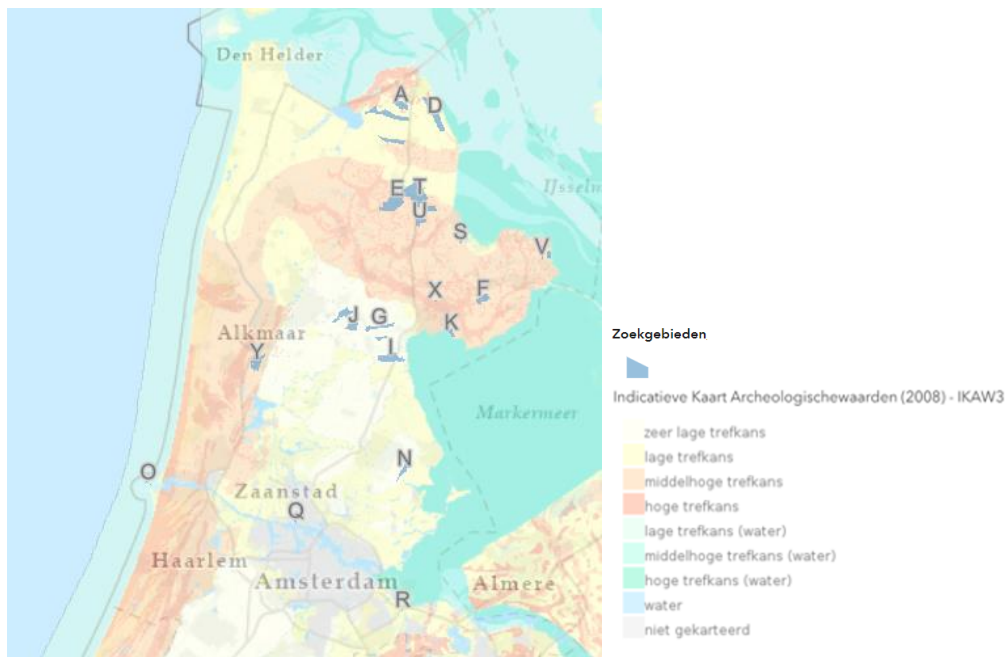 Den Helder
A
D
IJsselm
E T
U
S
V
X F
J G K
Alkmaar
I
Y
Markermeer
N
O
Zaanstad
Q
Haarlem
Amsterdam
Almere
R
Zoekgebieden
Indicatieve Kaart Archeologischewaarden (2008) - IKAW3
zeer lage trefkans
lage trefkans
middelhoge trefkans
hoge trefkans
lage trefkans (water)
middelhoge trefkans (water)
hoge trefkans (water)
water
niet gekarteerd